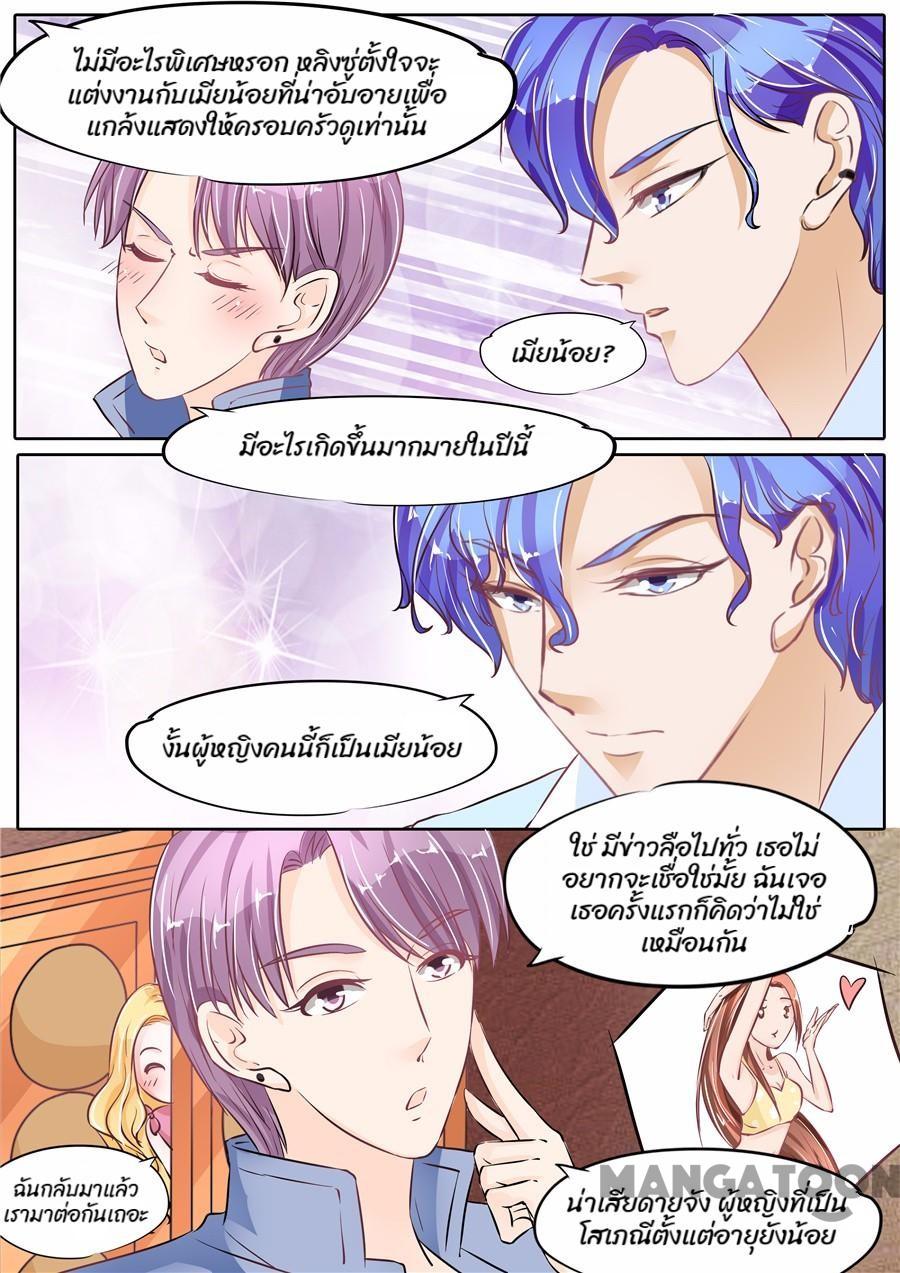 ไม่มีอะไรพิเศษหรอก หลิงซู่ตั้งใจจะ
แต่งงานกับเมียน้อยที่น่าอับอายเพื่อ
แกล้งแสดงให้ครอบครัวดูเท่านั้น
เมียน้อย?
มีอะไรเกิดขึ้นมากมายในปีนี้
งั้นผู้หญิงคนนี้ก็เป็นเมียน้อย
ใช่ มีข่าวลือไปทั่ว เธอไม่
อยากจะเชื่อใช่มั้ย ฉันเจอ
เธอครั้งแรกก็คิดว่าไม่ใช่
เหมือนกัน
ฉันกลับมาแล้ว
เรามาต่อกันเถอะ
น่าเสียดายจัง ผู้หญิงที่เป็น
โสเภณีตั้งแต่อายุยังน้อย
MANGATOON